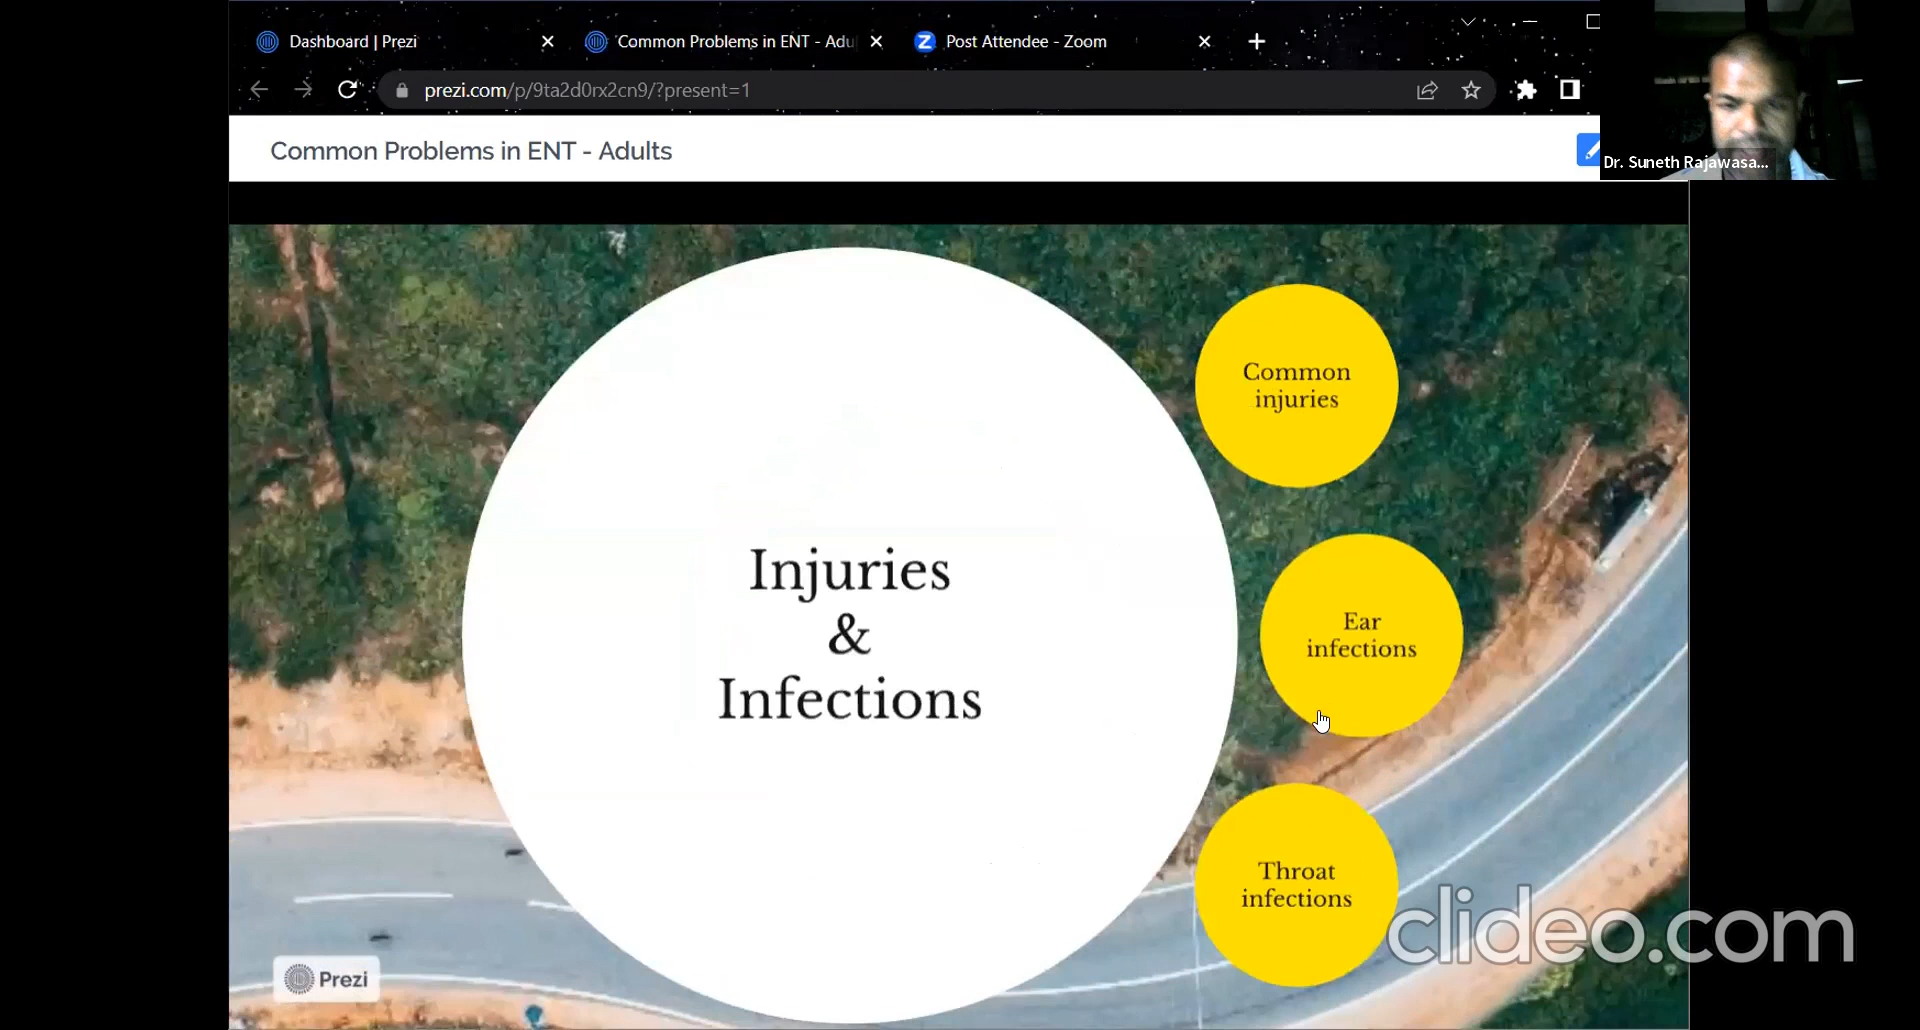 Dashboard | Prezi
Common Problems in ENT - Adu
Post Attendee - Zoom
prezi.com/p/9ta2d0rx2cn9/?present=1
Common Problems in ENT - Adults
Dr. Suneth Rajawasa...
Injuries
&
Infections
Common
injuries
Ear
infections
Throat
infections
Prezi
clideo.com